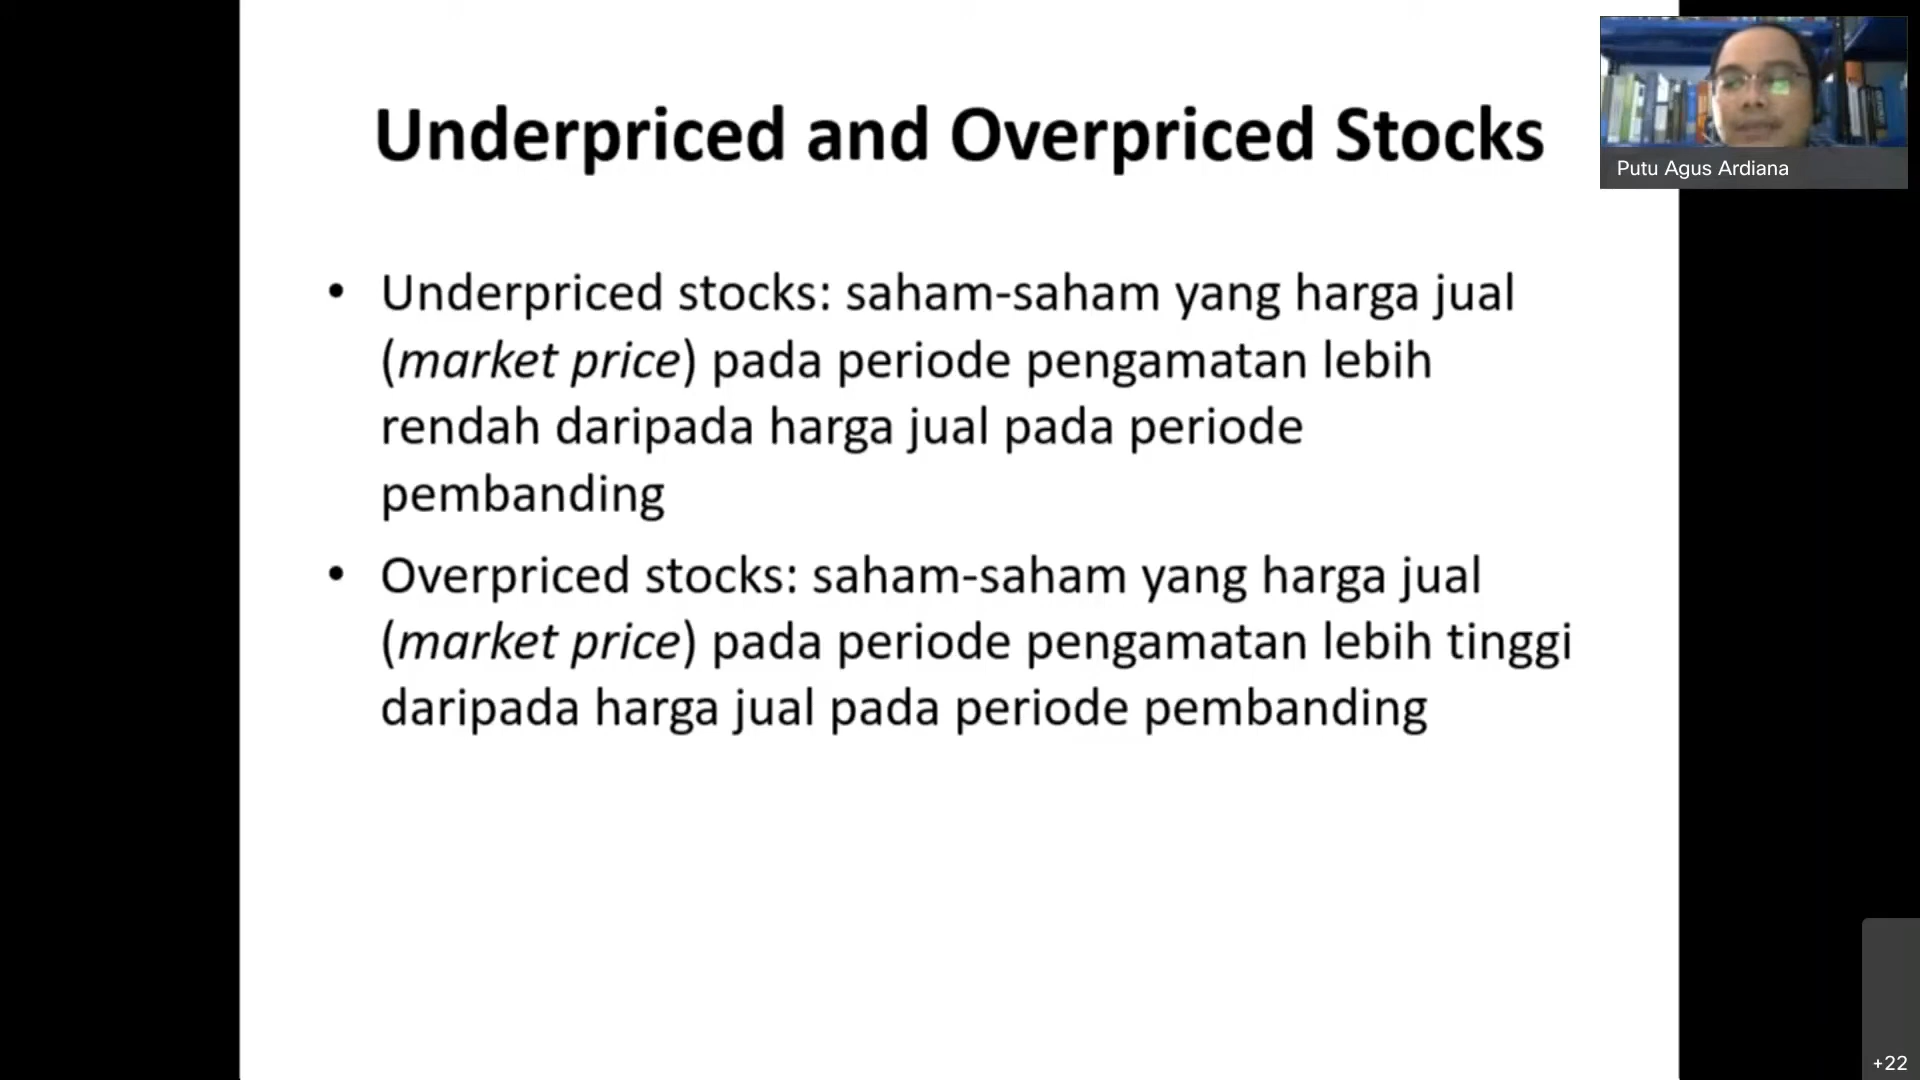 Underpriced and Overpriced Stocks
Putu Agus Ardiana
• Underpriced stocks: saham-saham yang harga jual
(market price) pada periode pengamatan lebih
rendah daripada harga jual pada periode
pembanding
• Overpriced stocks: saham-saham yang harga jual
(market price) pada periode pengamatan lebih tinggi
daripada harga jual pada periode pembanding
+22